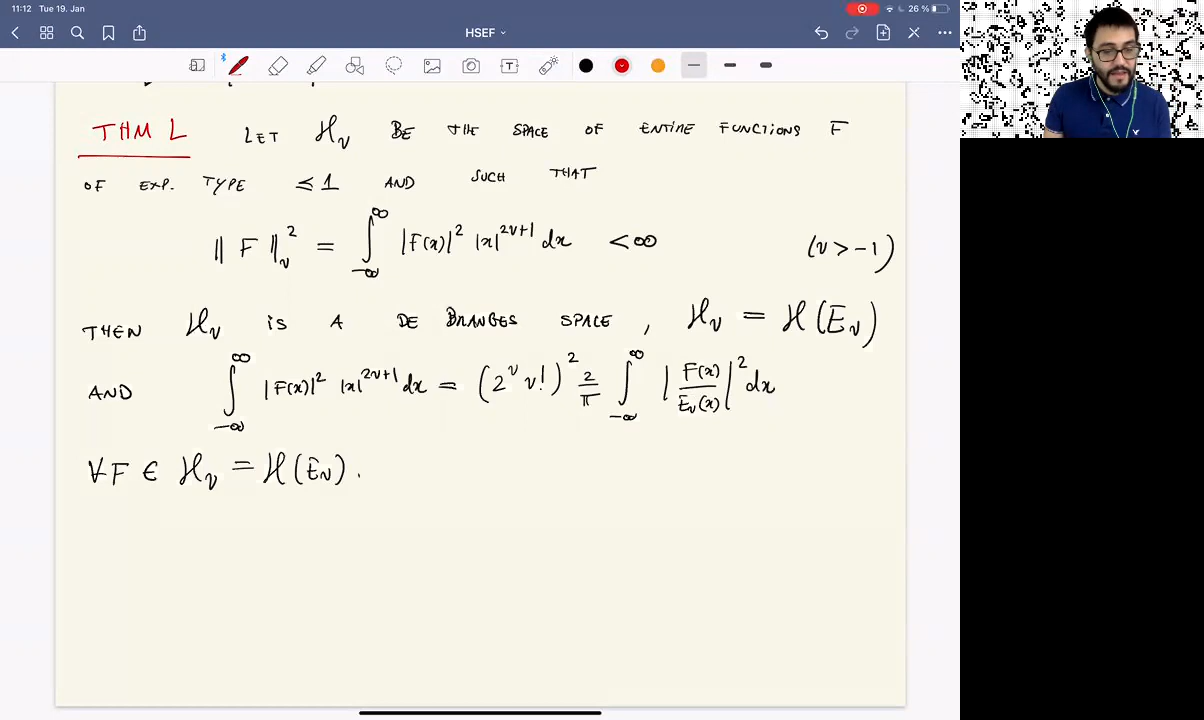 11:12 Tue 19. Jan 26 %
HSEF
THM L LET ℋ_ν BE THE SPACE OF ENTIRE FUNCTIONS F
OF EXP. TYPE ≤ 1 AND SUCH THAT
‖F‖_ν^2 = ∫_{-∞}^{∞} |F(x)|^2 |x|^{2ν+1} dx < ∞ (ν > -1)
THEN ℋ_ν IS A DE BRANGES SPACE, ℋ_ν = ℋ(E_ν)
AND ∫_{-∞}^{∞} |F(x)|^2 |x|^{2ν+1} dx = (2^ν ν!)^2 2/π ∫_{-∞}^{∞} |F(x)/E_ν(x)|^2 dx
∀F ∈ ℋ_ν = ℋ(E_ν).